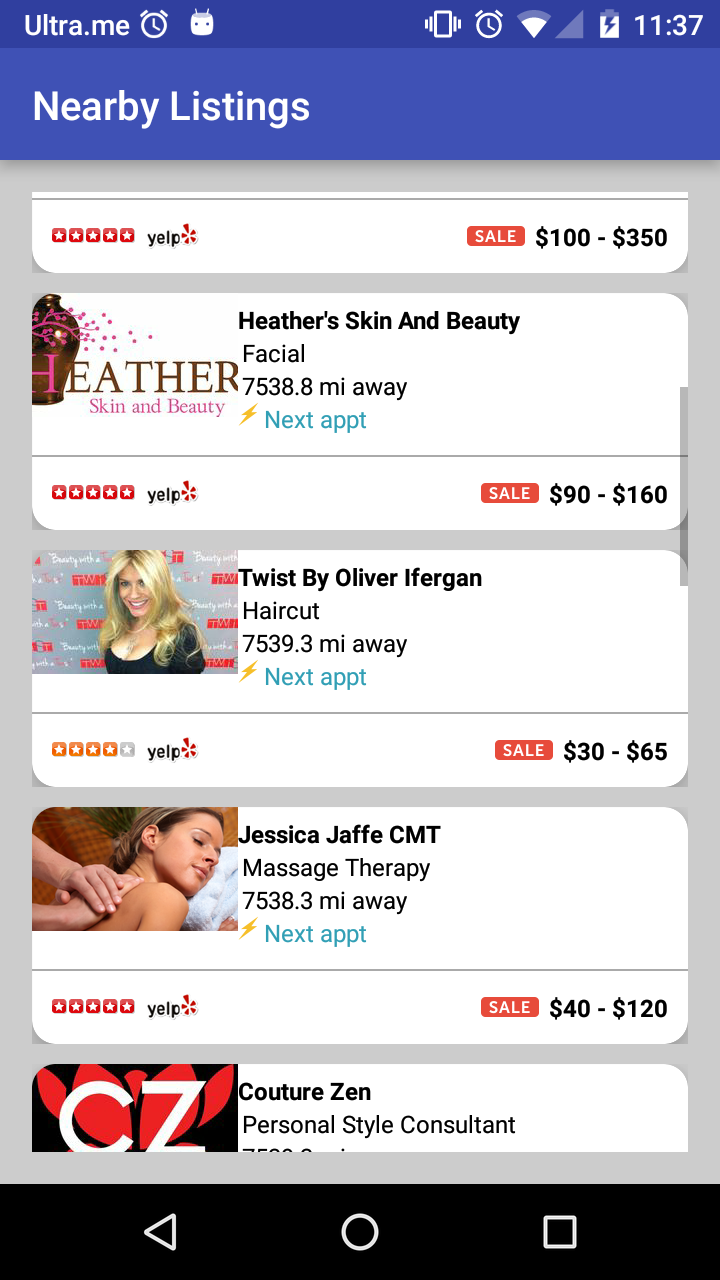 Ultra.me 11:37
Nearby Listings
yelp SALE $100 - $350
HEATHER
Skin and Beauty
Heather's Skin And Beauty
Facial
7538.8 mi away
Next appt
yelp SALE $90 - $160
Twist By Oliver Ifergan
Haircut
7539.3 mi away
Next appt
yelp SALE $30 - $65
Jessica Jaffe CMT
Massage Therapy
7538.3 mi away
Next appt
yelp SALE $40 - $120
CZ
Couture Zen
Personal Style Consultant